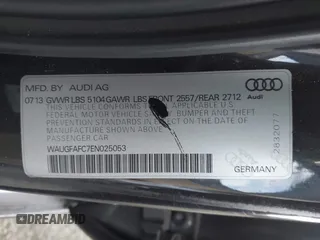 MFD. BY AUDI AG
0713 GVWR LBS 5104 GAWR LBS FRONT 2557/REAR 2712
THIS VEHICLE CONFORMS TO ALL APPLICABLE U.S.
FEDERAL MOTOR VEHICLE SAFETY BUMPER AND THEFT
PREVENTION STANDARDS IN EFFECT ON THE DATE OF
MANUFACTURE SHOWN ABOVE
PASSENGER CAR
WAUGFAFC7EN025053
Audi
GERMANY
DREAMBID